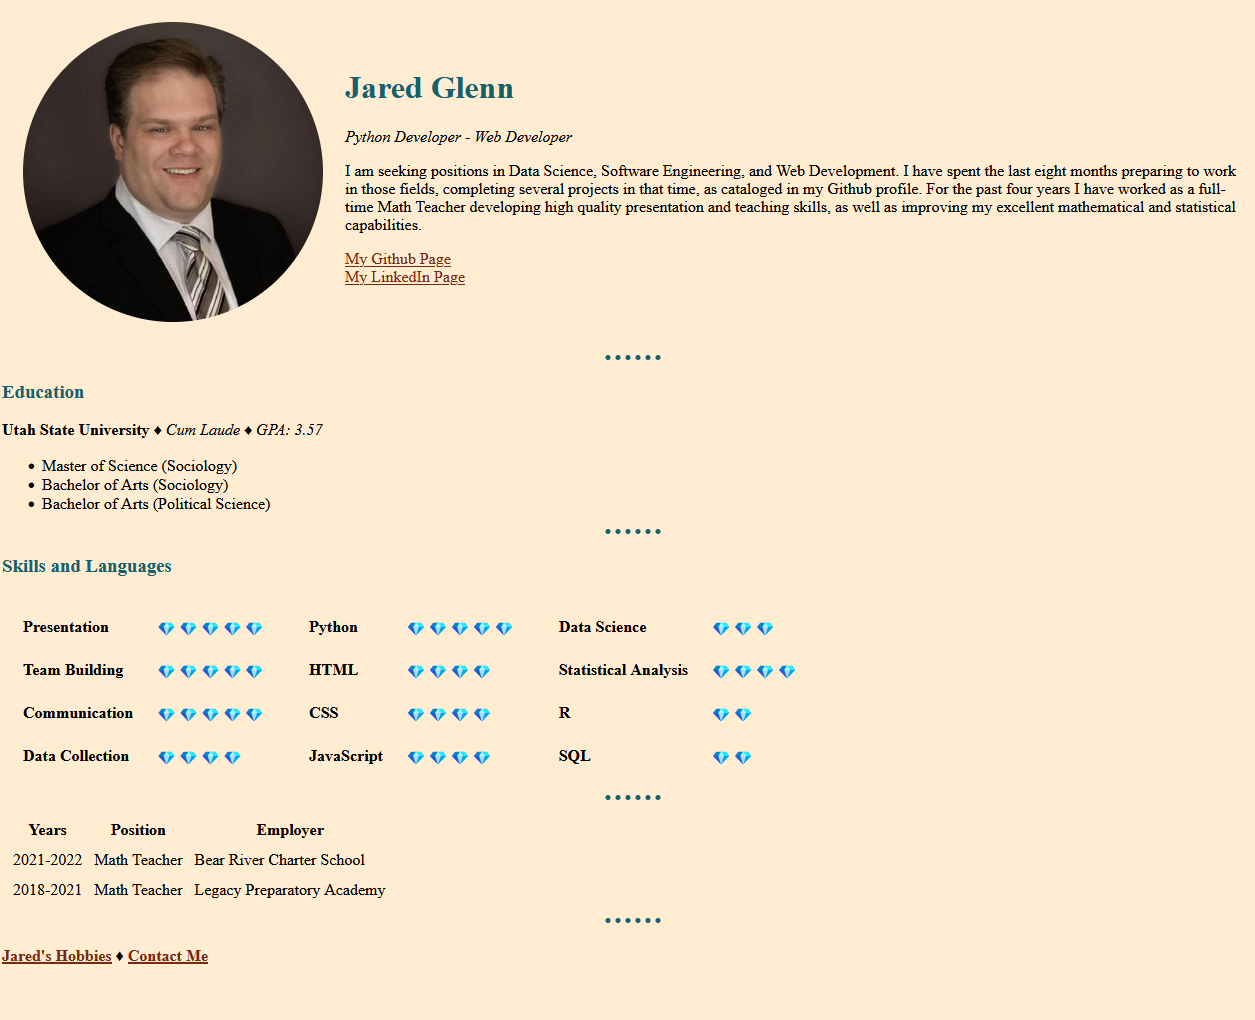 Jared Glenn
Python Developer - Web Developer
I am seeking positions in Data Science, Software Engineering, and Web Development. I have spent the last eight months preparing to work
in those fields, completing several projects in that time, as cataloged in my Github profile. For the past four years I have worked as a full-
time Math Teacher developing high quality presentation and teaching skills, as well as improving my excellent mathematical and statistical
capabilities.
My Github Page
My LinkedIn Page
Education
Utah State University ♦ Cum Laude ♦ GPA: 3.57
• Master of Science (Sociology)
• Bachelor of Arts (Sociology)
• Bachelor of Arts (Political Science)
Skills and Languages
Presentation 💎 💎 💎 💎 💎 Python 💎 💎 💎 💎 💎 Data Science 💎 💎 💎
Team Building 💎 💎 💎 💎 💎 HTML 💎 💎 💎 💎 Statistical Analysis 💎 💎 💎 💎
Communication 💎 💎 💎 💎 💎 CSS 💎 💎 💎 💎 R 💎 💎
Data Collection 💎 💎 💎 💎 JavaScript 💎 💎 💎 💎 SQL 💎 💎
Years Position Employer
2021-2022 Math Teacher Bear River Charter School
2018-2021 Math Teacher Legacy Preparatory Academy
Jared's Hobbies ♦ Contact Me